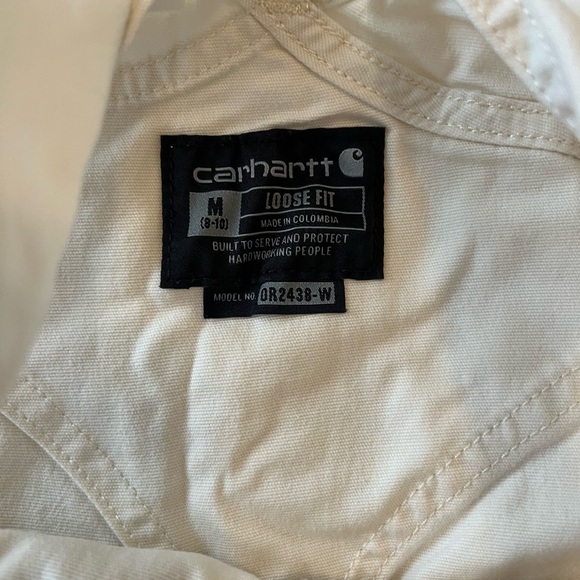 carhartt
M
(8-10)
LOOSE FIT
MADE IN COLOMBIA
BUILT TO SERVE AND PROTECT
HARDWORKING PEOPLE
MODEL NO. OR2438-W